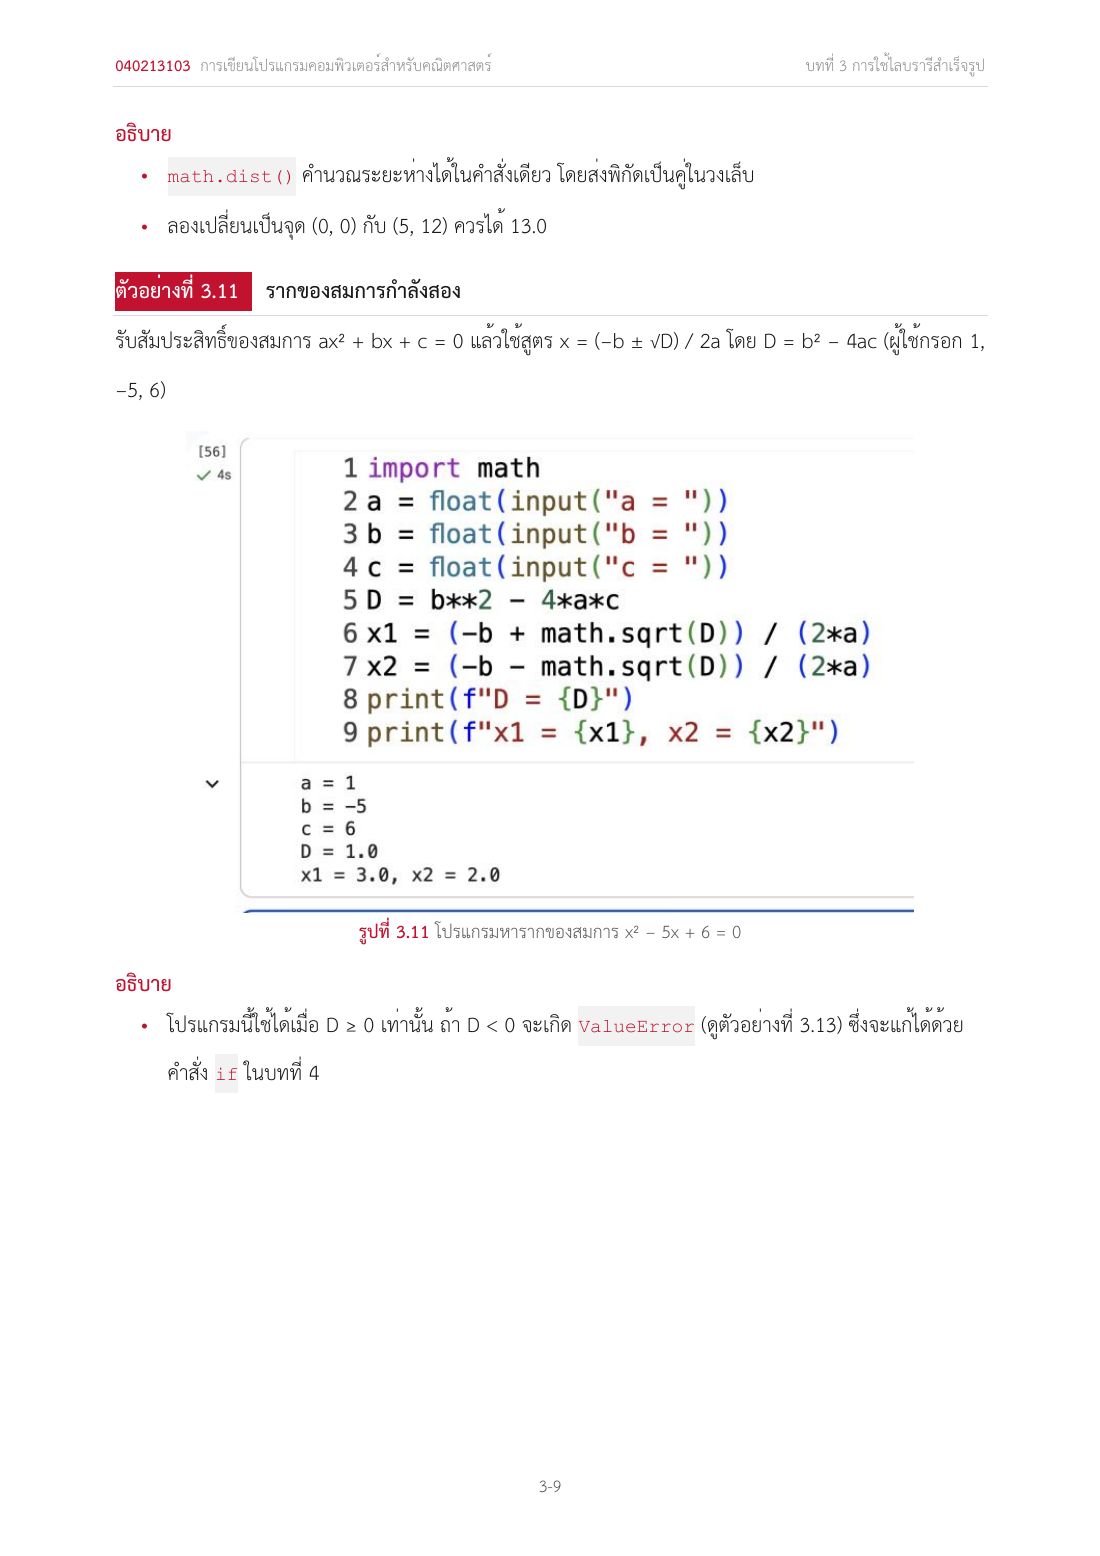 040213103 การเขียนโปรแกรมคอมพิวเตอร์สำหรับคณิตศาสตร์ บทที่ 3 การใช้ไลบรารีสำเร็จรูป
อธิบาย
• math.dist() คำนวณระยะห่างได้ในคำสั่งเดียว โดยส่งพิกัดเป็นคู่ในวงเล็บ
• ลองเปลี่ยนเป็นจุด (0, 0) กับ (5, 12) ควรได้ 13.0
ตัวอย่างที่ 3.11 รากของสมการกำลังสอง
รับสัมประสิทธิ์ของสมการ ax² + bx + c = 0 แล้วใช้สูตร x = (–b ± √D) / 2a โดย D = b² – 4ac (ผู้ใช้กรอก 1,
–5, 6)
[56]
4s
1 import math
2 a = float(input("a = "))
3 b = float(input("b = "))
4 c = float(input("c = "))
5 D = b**2 - 4*a*c
6 x1 = (-b + math.sqrt(D)) / (2*a)
7 x2 = (-b - math.sqrt(D)) / (2*a)
8 print(f"D = {D}")
9 print(f"x1 = {x1}, x2 = {x2}")
a = 1
b = -5
c = 6
D = 1.0
x1 = 3.0, x2 = 2.0
รูปที่ 3.11 โปรแกรมหารากของสมการ x² – 5x + 6 = 0
อธิบาย
• โปรแกรมนี้ใช้ได้เมื่อ D ≥ 0 เท่านั้น ถ้า D < 0 จะเกิด ValueError (ดูตัวอย่างที่ 3.13) ซึ่งจะแก้ได้ด้วย
คำสั่ง if ในบทที่ 4
3-9